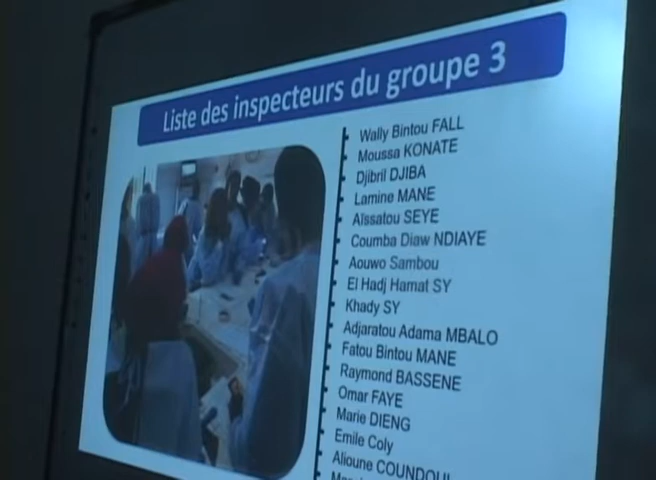 Liste des inspecteurs du groupe 3
Wally Bintou FALL
Moussa KONATE
Djibril DJIBA
Lamine MANE
Aïssatou SEYE
Coumba Diaw NDIAYE
Aouwo Sambou
El Hadj Hamat SY
Khady SY
Adjaratou Adama MBALO
Fatou Bintou MANE
Raymond BASSENE
Omar FAYE
Marie DIENG
Emile Coly
Alioune